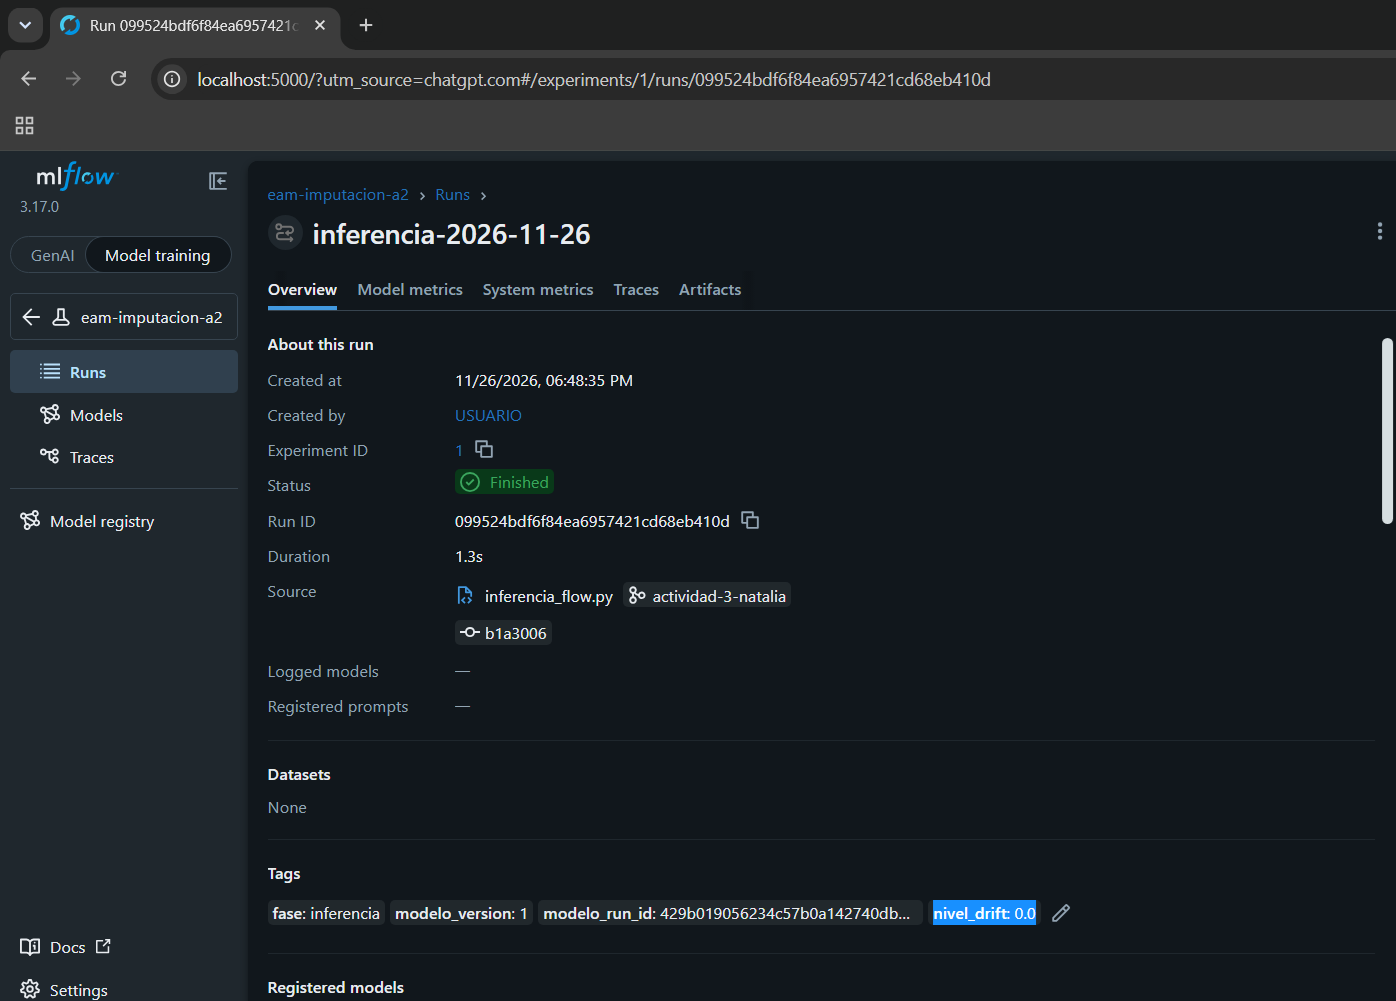 Run 099524bdf6f84ea6957421c
localhost:5000/?utm_source=chatgpt.com#/experiments/1/runs/099524bdf6f84ea6957421cd68eb410d
mlflow
3.17.0
GenAI Model training
eam-imputacion-a2
Runs
Models
Traces
Model registry
Docs
Settings
eam-imputacion-a2 > Runs >
inferencia-2026-11-26
Overview Model metrics System metrics Traces Artifacts
About this run
Created at 11/26/2026, 06:48:35 PM
Created by USUARIO
Experiment ID 1
Status Finished
Run ID 099524bdf6f84ea6957421cd68eb410d
Duration 1.3s
Source inferencia_flow.py actividad-3-natalia
b1a3006
Logged models —
Registered prompts —
Datasets
None
Tags
fase: inferencia modelo_version: 1 modelo_run_id: 429b019056234c57b0a142740db... nivel_drift: 0.0
Registered models